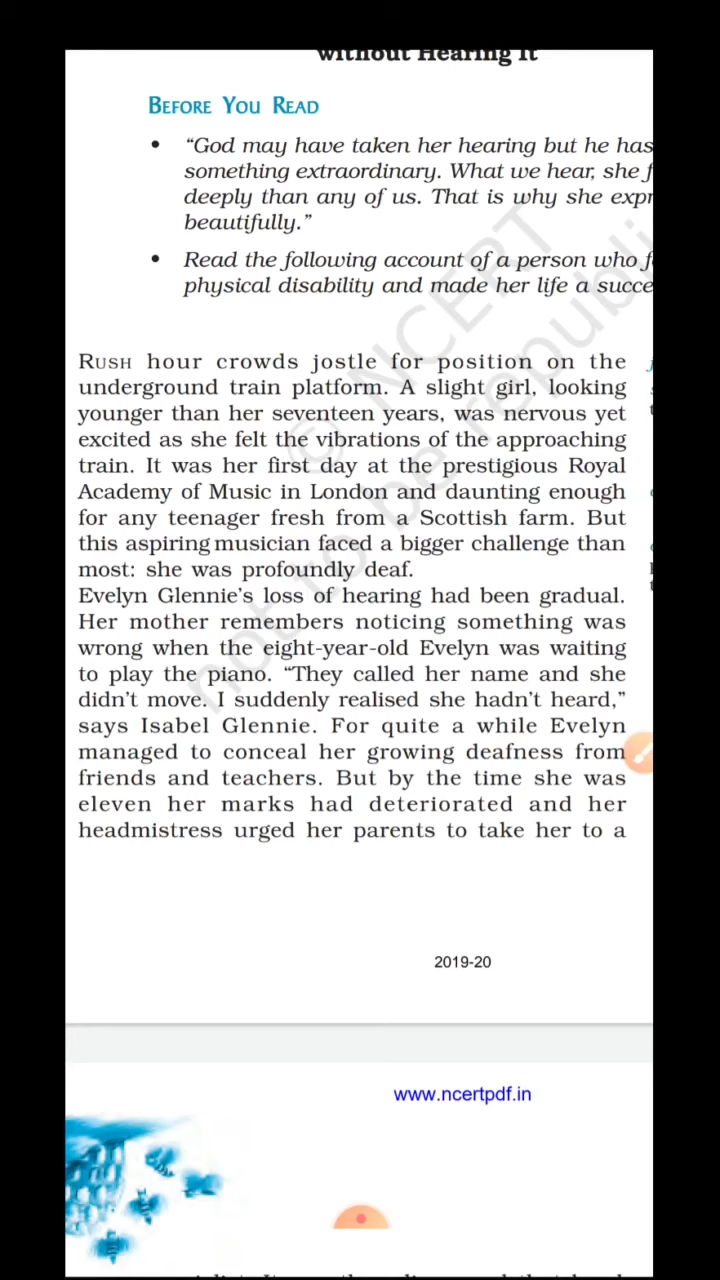 without Hearing It
BEFORE YOU READ
• “God may have taken her hearing but he has
something extraordinary. What we hear, she
deeply than any of us. That is why she
beautifully.”
• Read the following account of a person who
physical disability and made her life a
RUSH hour crowds jostle for position on the
underground train platform. A slight girl, looking
younger than her seventeen years, was nervous yet
excited as she felt the vibrations of the approaching
train. It was her first day at the prestigious Royal
Academy of Music in London and daunting enough
for any teenager fresh from a Scottish farm. But
this aspiring musician faced a bigger challenge than
most: she was profoundly deaf.
Evelyn Glennie’s loss of hearing had been gradual.
Her mother remembers noticing something was
wrong when the eight-year-old Evelyn was waiting
to play the piano. “They called her name and she
didn’t move. I suddenly realised she hadn’t heard,”
says Isabel Glennie. For quite a while Evelyn
managed to conceal her growing deafness from
friends and teachers. But by the time she was
eleven her marks had deteriorated and her
headmistress urged her parents to take her to a
© NCERT
not to be
2019-20
www.ncertpdf.in